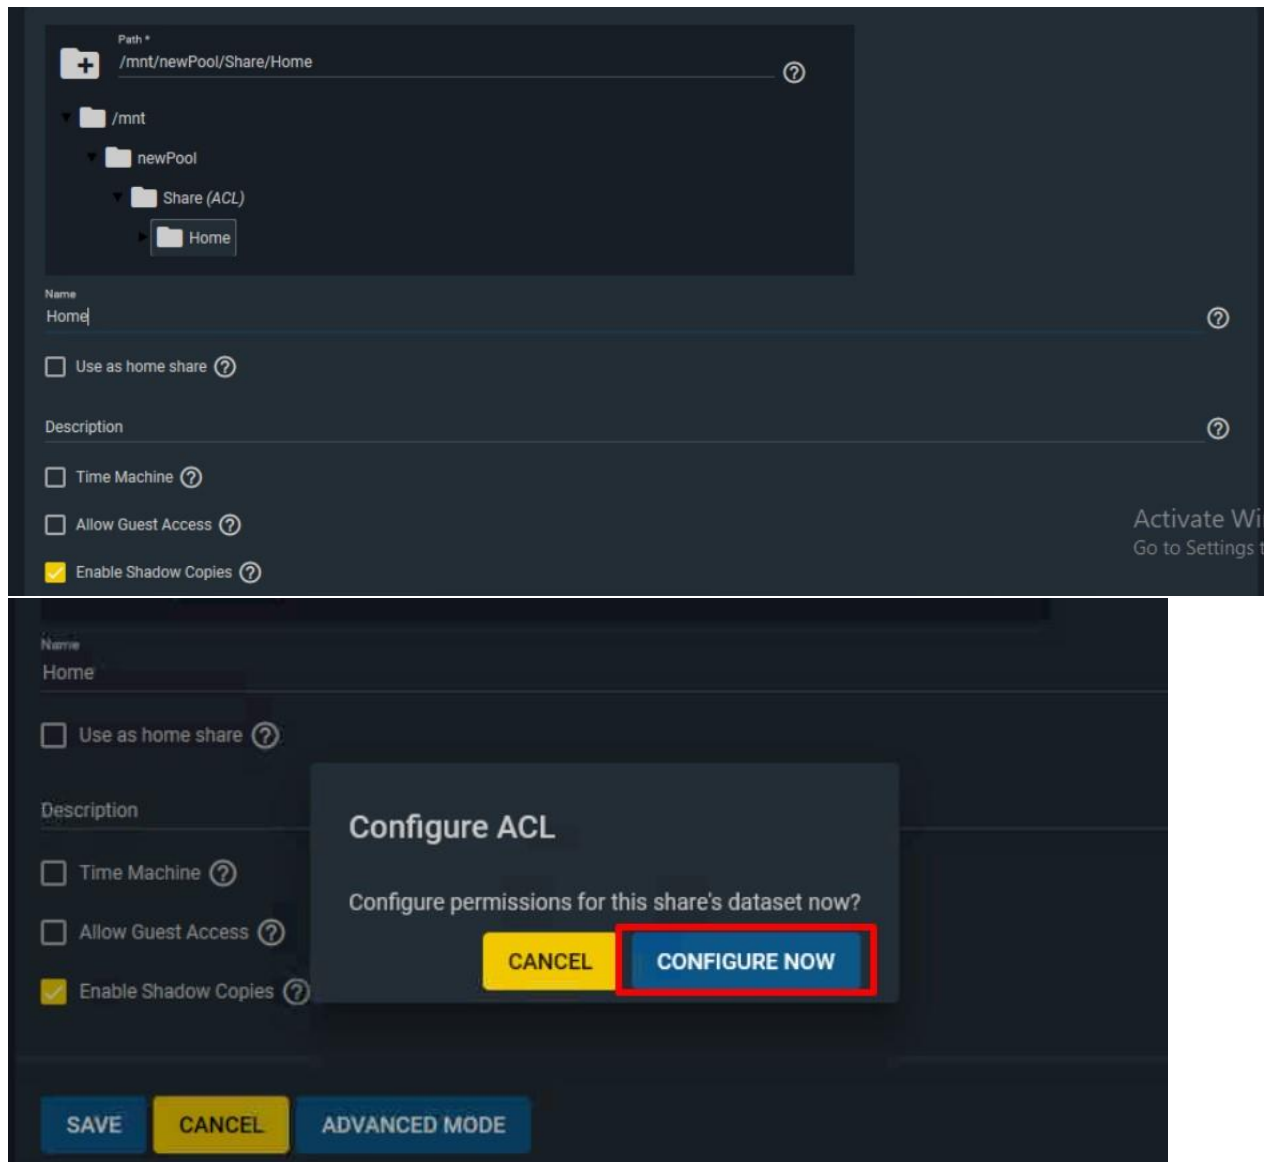 Path *
/mnt/newPool/Share/Home
/mnt
newPool
Share (ACL)
Home
Name
Home
Use as home share
Description
Time Machine
Allow Guest Access
Enable Shadow Copies
Activate Wi
Go to Settings t
Name
Home
Use as home share
Description
Time Machine
Allow Guest Access
Enable Shadow Copies
Configure ACL
Configure permissions for this share's dataset now?
CANCEL CONFIGURE NOW
SAVE CANCEL ADVANCED MODE